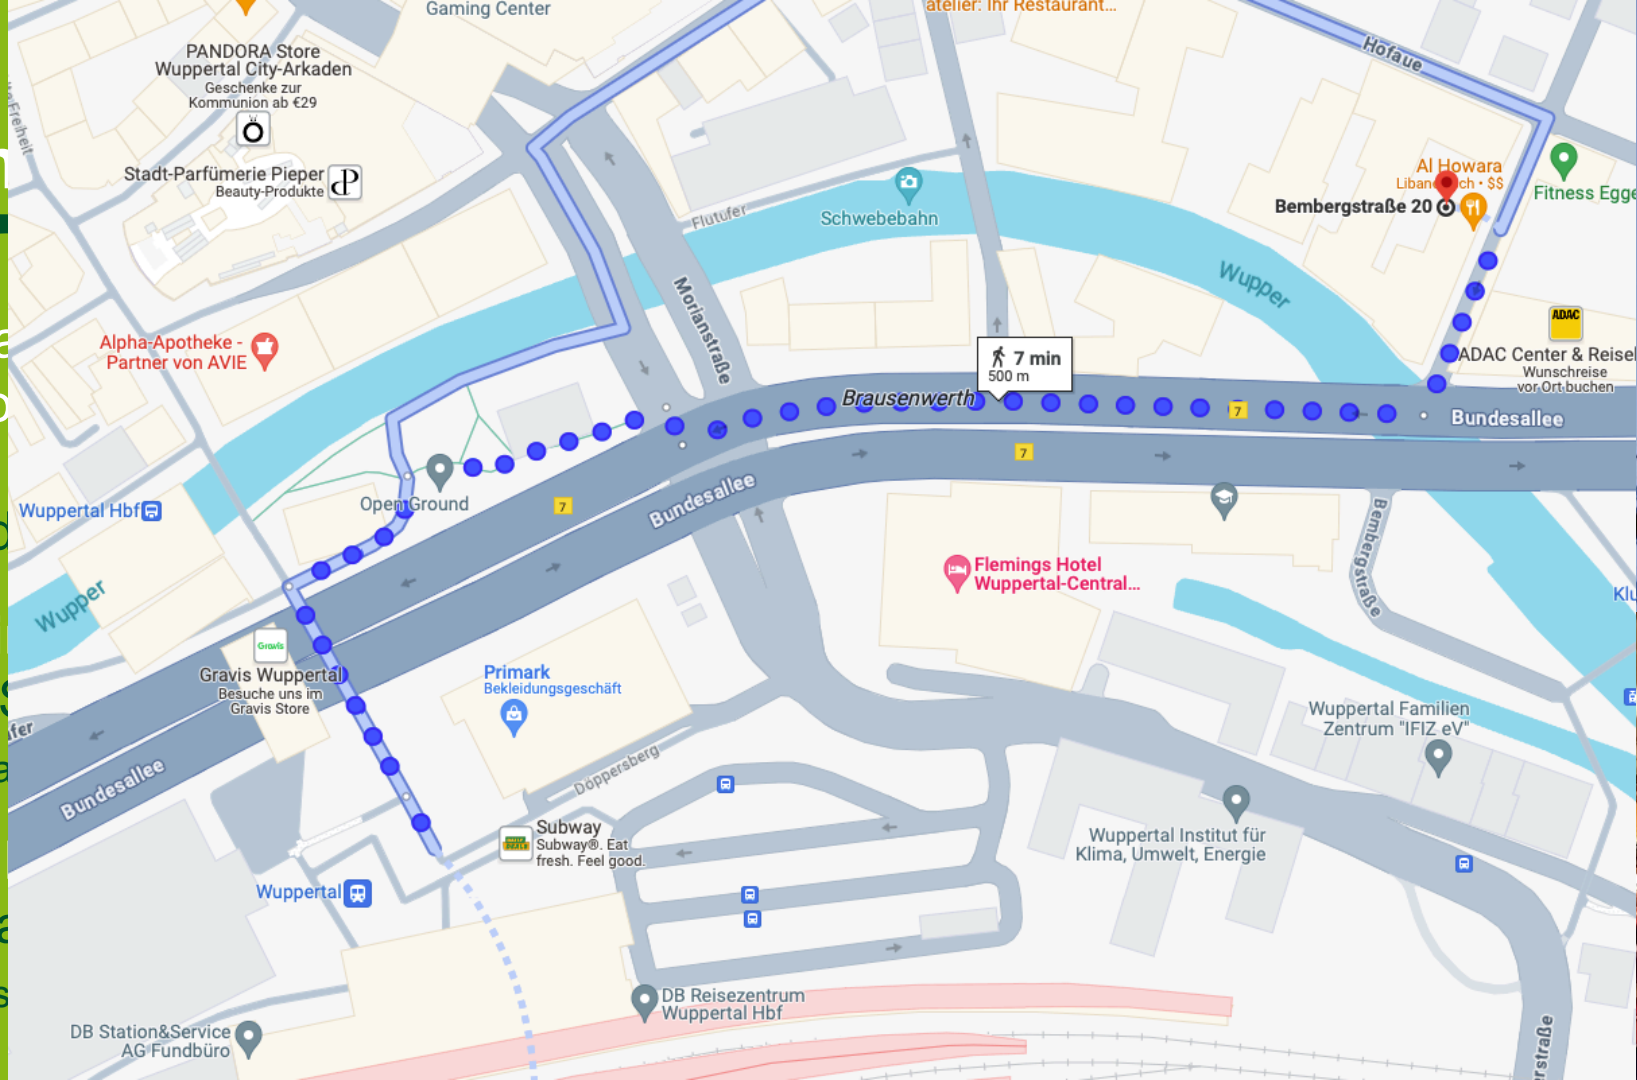 Gaming Center
atelier: Ihr Restaurant...
PANDORA Store
Wuppertal City-Arkaden
Geschenke zur
Kommunion ab €29
Hofaue
Stadt-Parfümerie Pieper
Beauty-Produkte
Al Howara
Fitness Egge
Bembergstraße 20
Flutufer
Schwebebahn
Wupper
Morianstraße
Alpha-Apotheke -
Partner von AVIE
7 min
500 m
ADAC
ADAC Center & Reisel
Wunschreise
vor Ort buchen
Brausenwerth
7
Bundesallee
7
Open Ground
7
Bundesallee
Wuppertal Hbf
Bembergstraße
Flemings Hotel
Wuppertal-Central...
Wupper
Gravis
Gravis Wuppertal
Besuche uns im
Gravis Store
Primark
Bekleidungsgeschäft
Wuppertal Familien
Zentrum "IFIZ eV"
Bundesallee
Döppersberg
Subway
Subway®. Eat
fresh. Feel good.
Wuppertal Institut für
Klima, Umwelt, Energie
Wuppertal
DB Reisezentrum
Wuppertal Hbf
DB Station&Service
AG Fundbüro